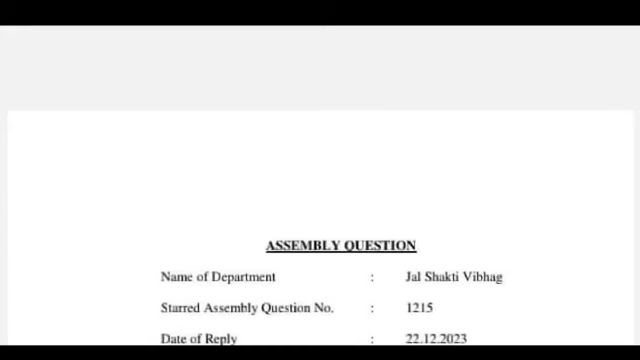 ASSEMBLY QUESTION
Name of Department : Jal Shakti Vibhag
Starred Assembly Question No. : 1215
Date of Reply : 22.12.2023